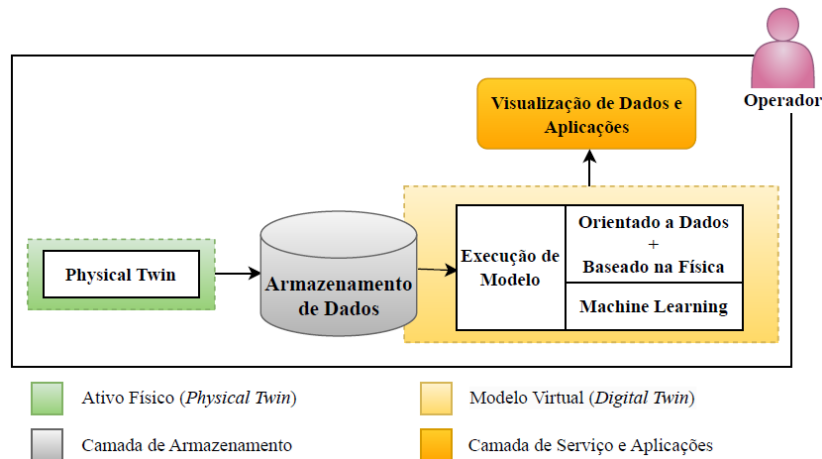 Operador
Visualização de Dados e
Aplicações
Physical Twin
Armazenamento
de Dados
Execução de
Modelo
Orientado a Dados
+
Baseado na Física
Machine Learning
Ativo Físico (Physical Twin)
Modelo Virtual (Digital Twin)
Camada de Armazenamento
Camada de Serviço e Aplicações